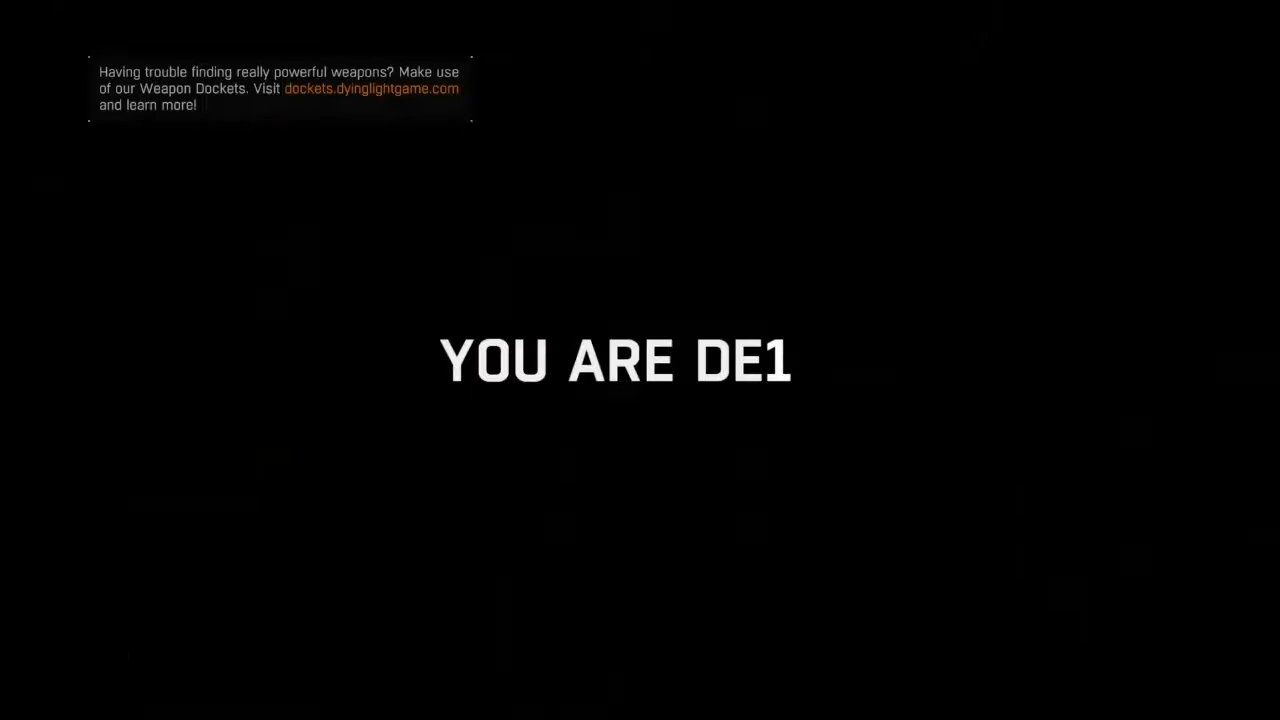 Having trouble finding really powerful weapons? Make use
of our Weapon Dockets. Visit dockets.dyinglightgame.com
and learn more!
YOU ARE DE1